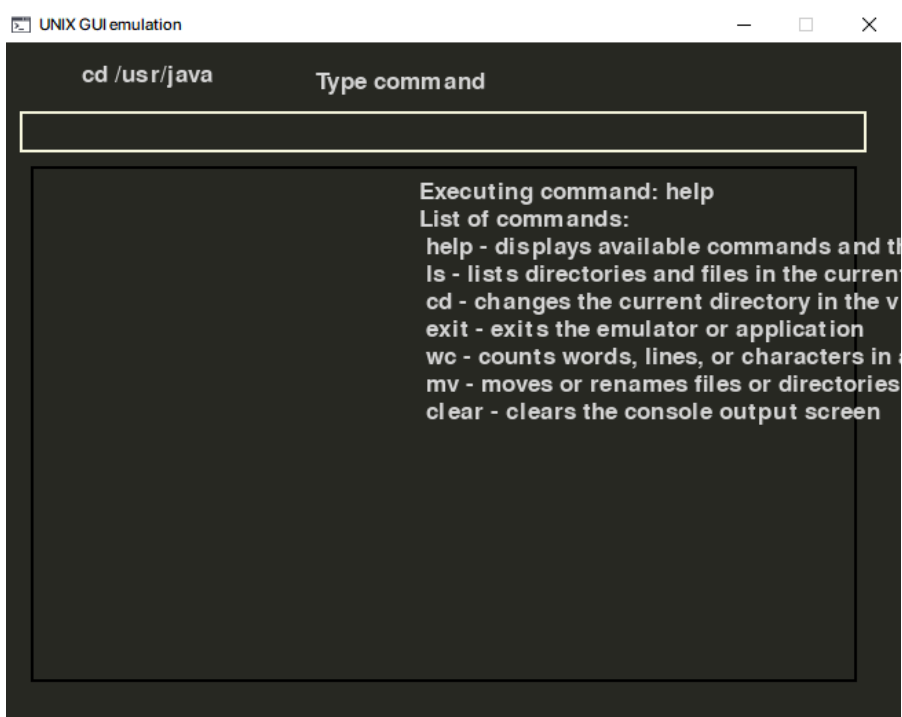 UNIX GUI emulation
cd /usr/java
Type command
Executing command: help
List of commands:
help - displays available commands and
ls - lists directories and files in the current
cd - changes the current directory in the
exit - exits the emulator or application
wc - counts words, lines, or characters in
mv - moves or renames files or directories
clear - clears the console output screen